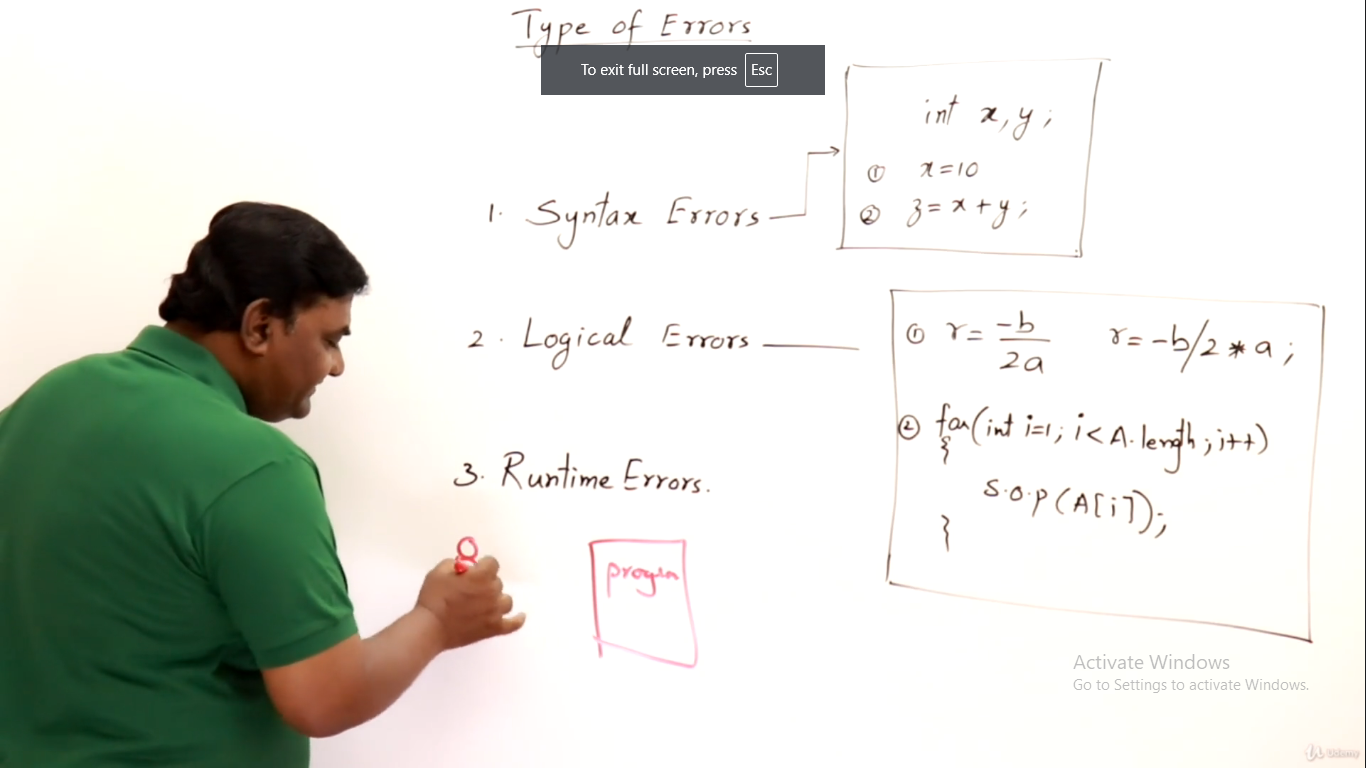 Type of Errors
To exit full screen, press Esc
int x, y;
① x=10
② z = x + y;
1. Syntax Errors
2. Logical Errors
① r = -b/2a r = -b/2 * a;
② for(int i=1; i<A.length; i++)
{
S.O.P(A[i]);
}
3. Runtime Errors.
Activate Windows
Go to Settings to activate Windows.
Udemy